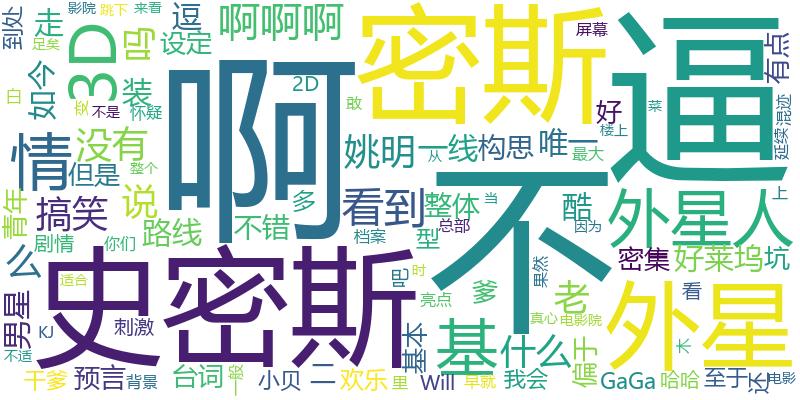 到处
走
影院
跳下
来看
逗
啊啊啊
密斯
逼
屏幕
有点
足矣
3D
吗
设定
如今
装
2D
啊
敢
好
白
突
不是
怀疑
情
没有
姚明
一线
构思
唯一
菜
楼上
延续
混迹
但是
整个
从
最大
不
青年
搞笑
说
多
看到
整体
当
酷
外星人
上
剧情
你们
路线
不错
档案
型
总部
因为
密集
好莱坞
坑
么
适合
史密斯
吧
时
果然
爹
老
外星
看
男星
KJ
刺激
亮点
真心
电影院
木
不适
基本
基
什么
偏于
干爹
预言
背景
台词
一般
小贝
二
欢乐
里
Will
早就
我会
GaGa
哈哈
至于
还
电影